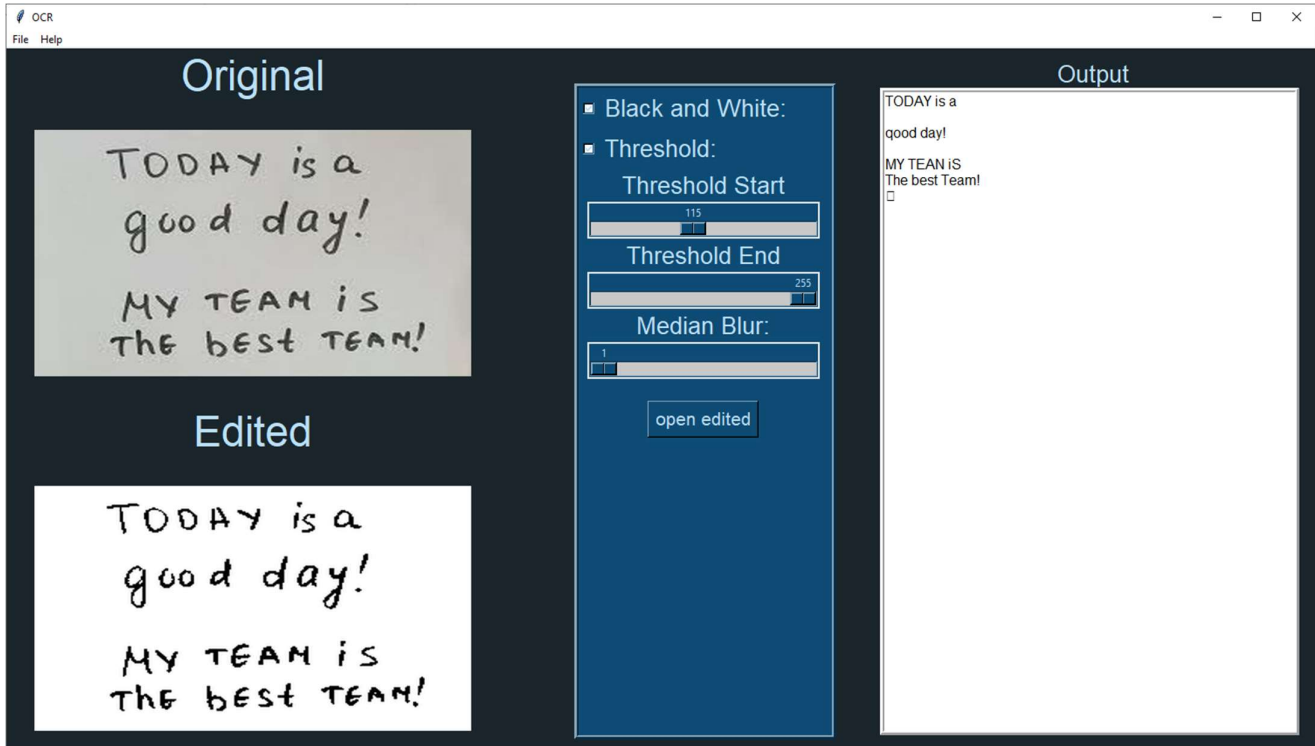 OCR
File Help
Original
TODAY is a
good day!
MY TEAM is
The bEst TEAM!
Edited
TODAY is a
good day!
MY TEAM is
The bEst TEAM!
Black and White:
Threshold:
Threshold Start
115
Threshold End
255
Median Blur:
1
open edited
Output
TODAY is a
qood day!
MY TEAN iS
The best Team!